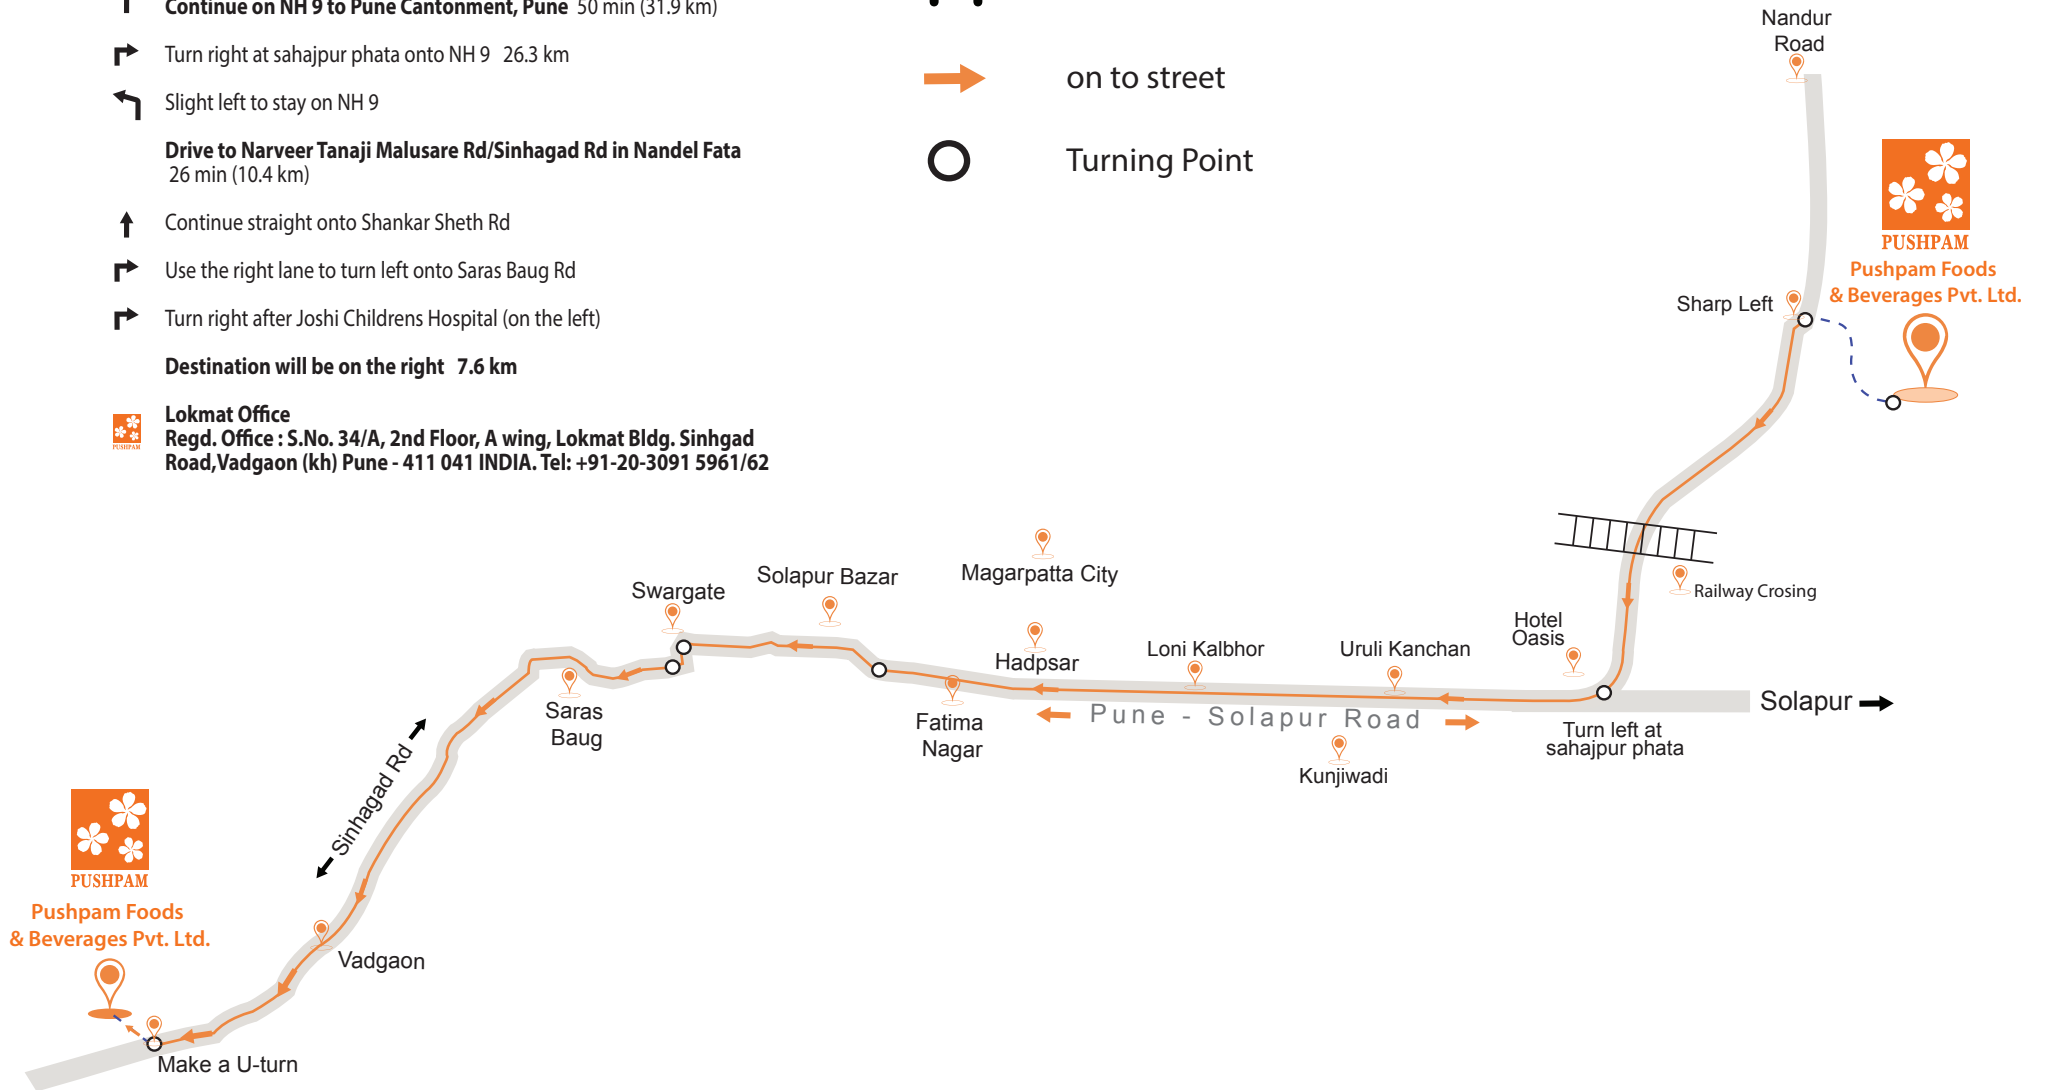 Continue on NH 9 to Pune Cantonment, Pune 50 min (31.9 km)
Turn right at sahajpur phata onto NH 9 26.3 km
Slight left to stay on NH 9
Drive to Narveer Tanaji Malusare Rd/Sinhagad Rd in Nandel Fata
26 min (10.4 km)
Continue straight onto Shankar Sheth Rd
Use the right lane to turn left onto Saras Baug Rd
Turn right after Joshi Childrens Hospital (on the left)
Destination will be on the right 7.6 km
PUSHPAM
Lokmat Office
Regd. Office : S.No. 34/A, 2nd Floor, A wing, Lokmat Bldg. Sinhgad
Road,Vadgaon (kh) Pune - 411 041 INDIA. Tel: +91-20-3091 5961/62
on to street
Turning Point
Nandur
Road
PUSHPAM
Pushpam Foods
& Beverages Pvt. Ltd.
Sharp Left
Railway Crosing
Hotel
Oasis
Magarpatta City
Solapur Bazar
Swargate
Hadpsar
Loni Kalbhor
Uruli Kanchan
Solapur
Pune - Solapur Road
Turn left at
sahajpur phata
Kunjiwadi
Fatima
Nagar
Saras
Baug
Sinhagad Rd
PUSHPAM
Pushpam Foods
& Beverages Pvt. Ltd.
Vadgaon
Make a U-turn